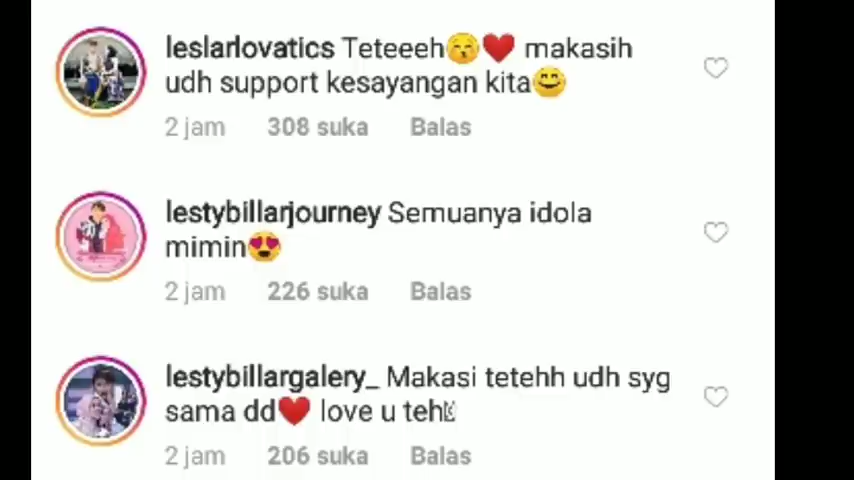 leslarlovatics Teteeeh😚❤️ makasih
udh support kesayangan kita😊
2 jam 308 suka Balas
lestybillarjourney Semuanya idola
mimin😍
2 jam 226 suka Balas
lestybillargalery_ Makasi tetehh udh syg
sama dd❤️ love u teh
2 jam 206 suka Balas